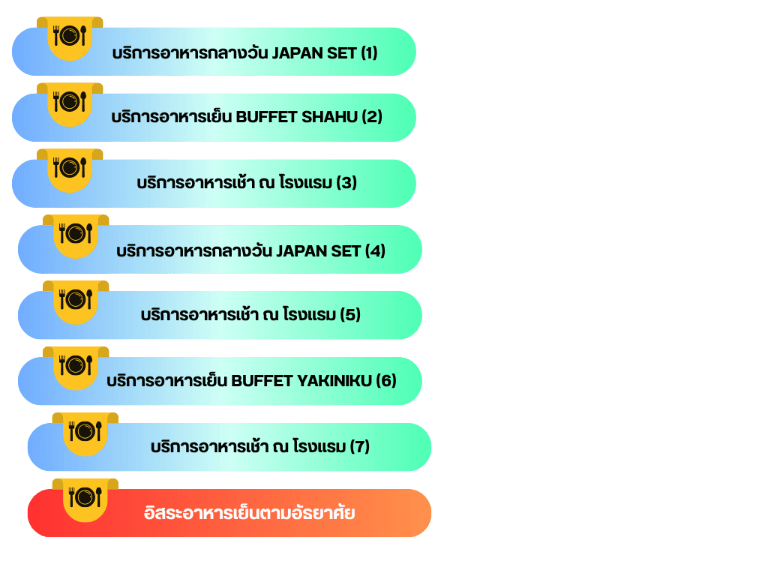 บริการอาหารกลางวัน JAPAN SET (1)
บริการอาหารเย็น BUFFET SHAHU (2)
บริการอาหารเช้า ณ โรงแรม (3)
บริการอาหารกลางวัน JAPAN SET (4)
บริการอาหารเช้า ณ โรงแรม (5)
บริการอาหารเย็น BUFFET YAKINIKU (6)
บริการอาหารเช้า ณ โรงแรม (7)
อิสระอาหารเย็นตามอัธยาศัย